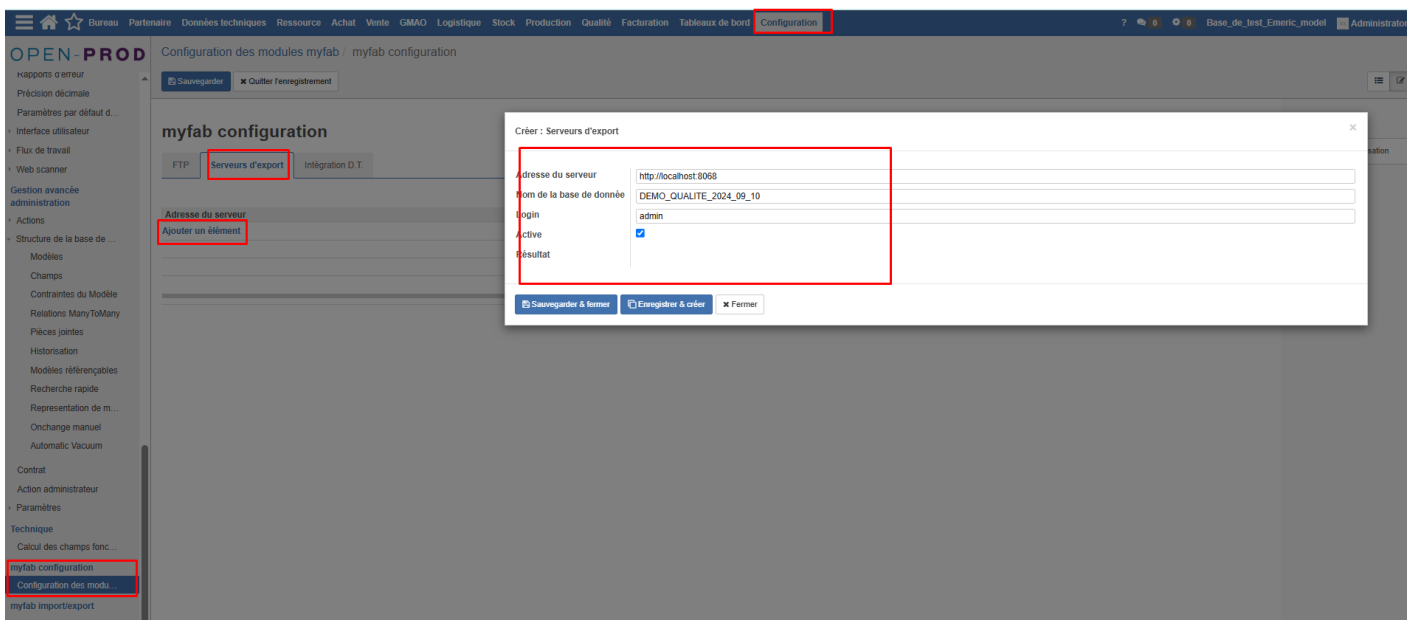 Bureau Partenaire Données techniques Ressource Achat Vente GMAO Logistique Stock Production Qualité Facturation Tableaux de bord Configuration ? 0 0 Base_de_test_Emeric_model Administrator
OPEN-PROD
Configuration des modules myfab / myfab configuration
Rapports d'erreur
Sauvegarder
Quitter l'enregistrement
Précision décimale
Paramètres par défaut d...
Interface utilisateur
Flux de travail
Web scanner
Gestion avancée
administration
Actions
Structure de la base de ...
Modèles
Champs
Contraintes du Modèle
Relations ManyToMany
Pièces jointes
Historisation
Modèles référençables
Recherche rapide
Representation de m...
Onchange manuel
Automatic Vacuum
Contrat
Action administrateur
Paramètres
Technique
Calcul des champs fonc...
myfab configuration
Configuration des modu...
myfab import/export
myfab configuration
FTP Serveurs d'export Intégration D.T.
Adresse du serveur
Ajouter un élément
sation
Créer : Serveurs d'export ×
Adresse du serveur http://localhost:8068
Nom de la base de donnée DEMO_QUALITE_2024_09_10
Login admin
Active
Résultat
Sauvegarder & fermer Enregistrer & créer × Fermer